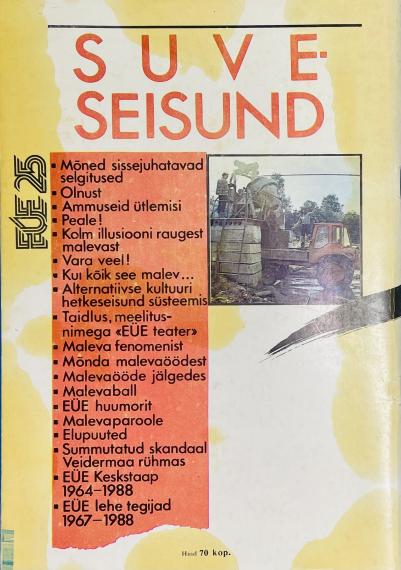 SUVE-
SEISUND
EÜE 25
▪ Mõned sissejuhatavad
selgitused
▪ Olnust
▪ Ammuseid ütlemisi
▪ Peale!
▪ Kolm illusiooni raugest
malevast
▪ Vara veel!
▪ Kui kõik see malev...
▪ Alternatiivse kultuuri
hetkeseisund süsteemis
▪ Taidlus, meelitus-
nimega «EÜE teater»
▪ Maleva fenomenist
▪ Mõnda malevaöödest
▪ Malevaööde jälgedes
▪ Malevaball
▪ EÜE huumorit
▪ Malevaparoole
▪ Elupuuted
▪ Summutatud skandaal
Veidermaa rühmas
▪ EÜE Keskstaap
1964–1988
▪ EÜE lehe tegijad
1967–1988
Hind 70 kop.